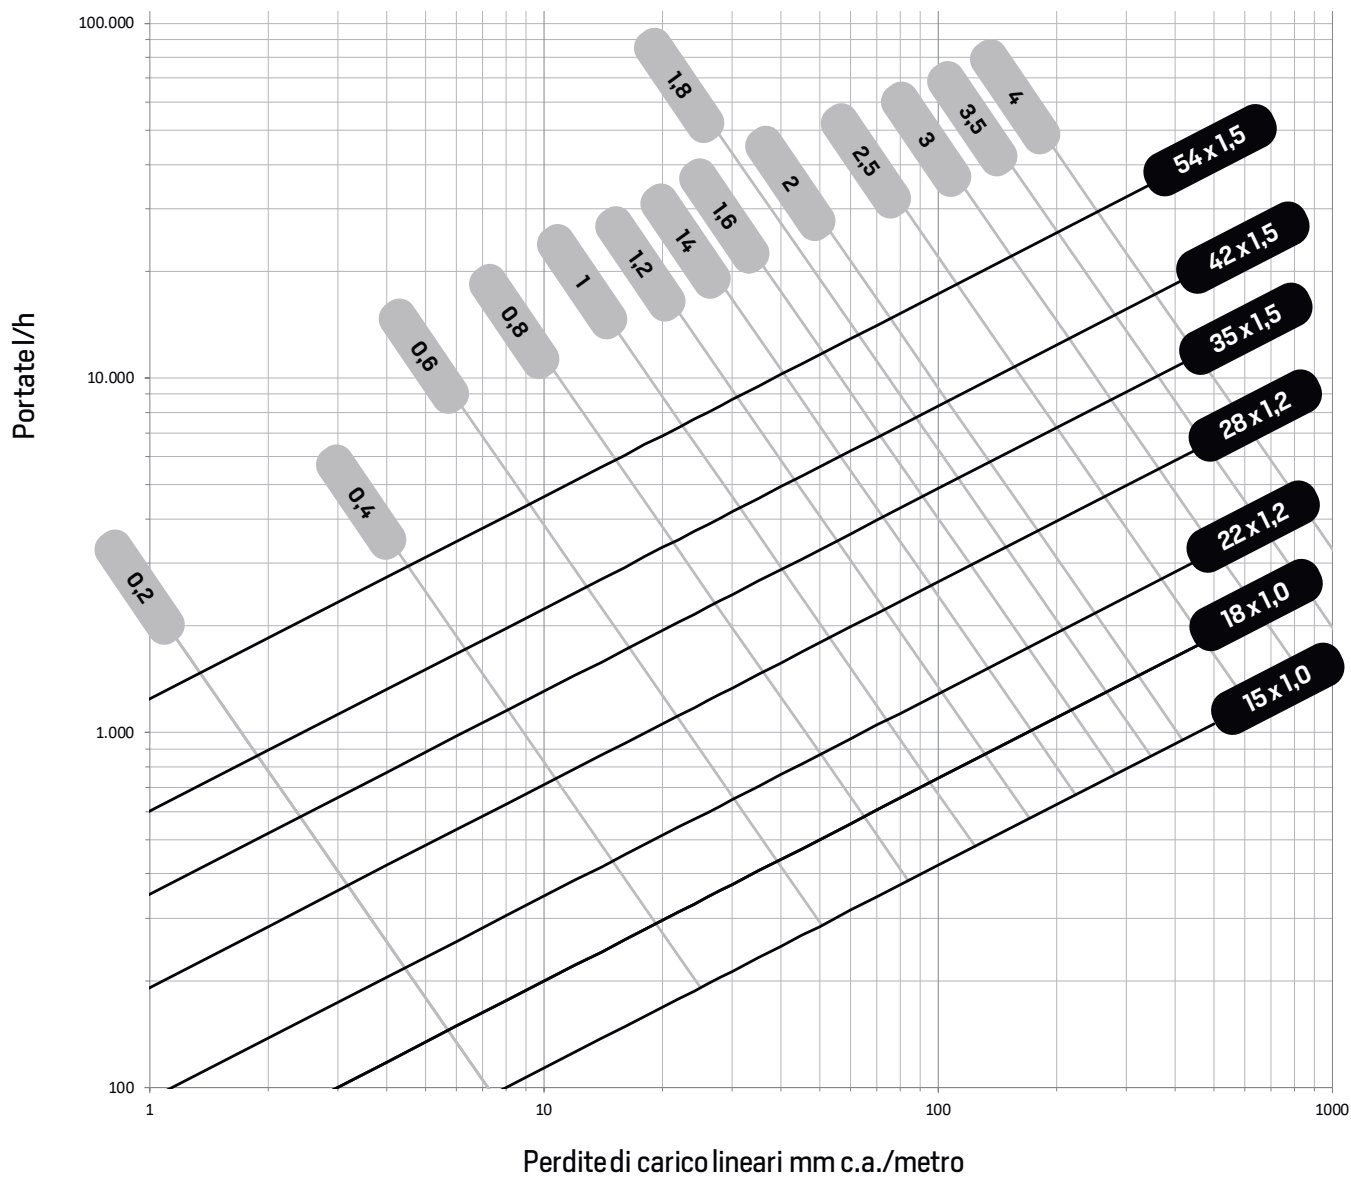 100.000
10.000
1.000
100
Portate l/h
0,2
0,4
0,6
0,8
1
1,2
14
1,6
1,8
2
2,5
3
3,5
4
54 x 1,5
42 x 1,5
35 x 1,5
28 x 1,2
22 x 1,2
18 x 1,0
15 x 1,0
1 10 100 1000
Perdite di carico lineari mm c.a./metro